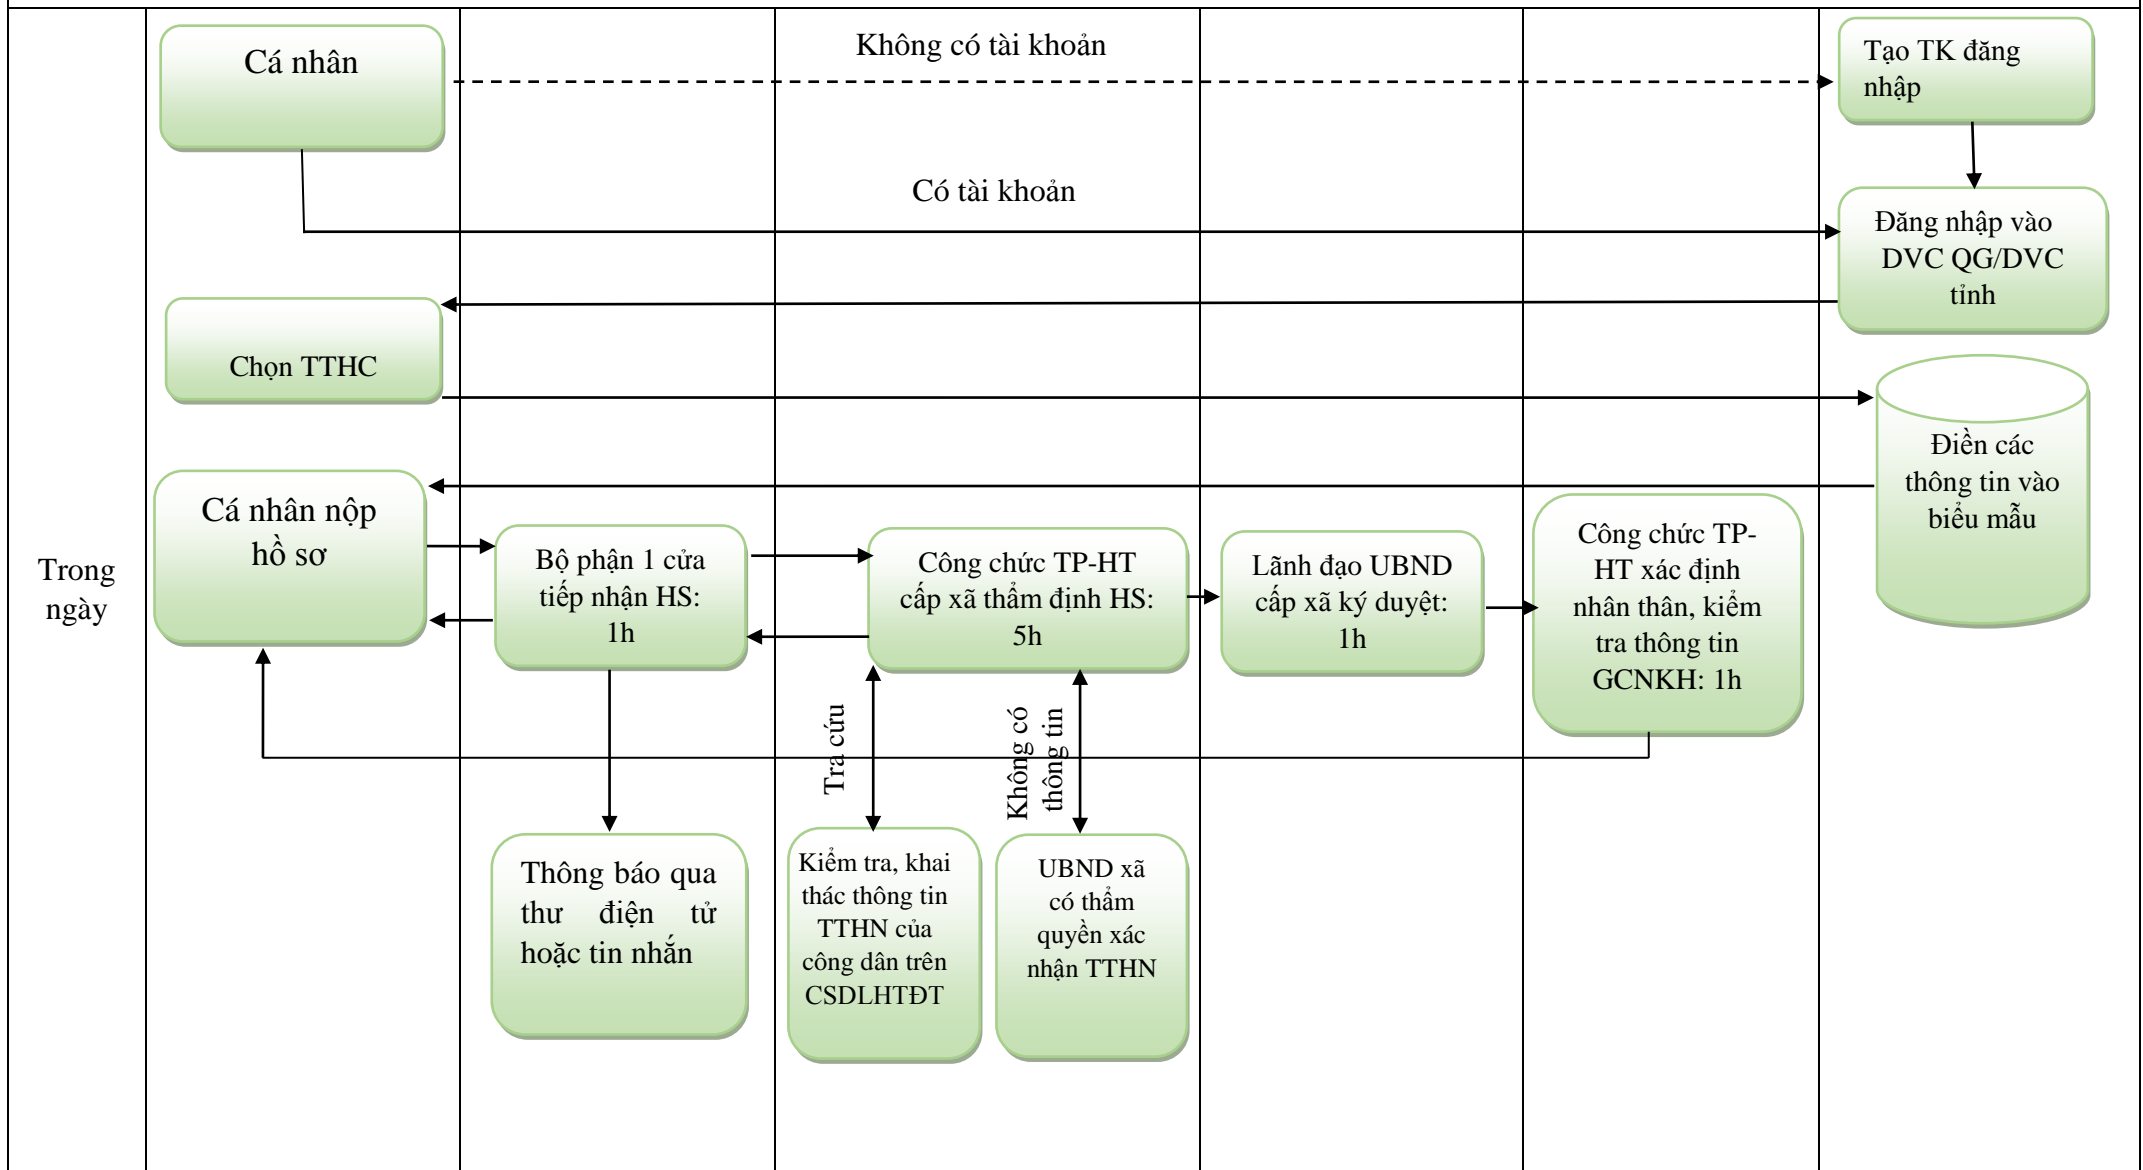 Cá nhân
Không có tài khoản
Tạo TK đăng
nhập
Có tài khoản
Đăng nhập vào
DVC QG/DVC
tỉnh
Chọn TTHC
Điền các
thông tin vào
biểu mẫu
Trong
ngày
Cá nhân nộp
hồ sơ
Bộ phận 1 cửa
tiếp nhận HS:
1h
Công chức TP-HT
cấp xã thẩm định HS:
5h
Lãnh đạo UBND
cấp xã ký duyệt:
1h
Công chức TP-
HT xác định
nhân thân, kiểm
tra thông tin
GCNKH: 1h
Tra cứu
Không có
thông tin
Thông báo qua
thư điện tử
hoặc tin nhắn
Kiểm tra, khai
thác thông tin
TTHN của
công dân trên
CSDLHTĐT
UBND xã
có thẩm
quyền xác
nhận TTHN